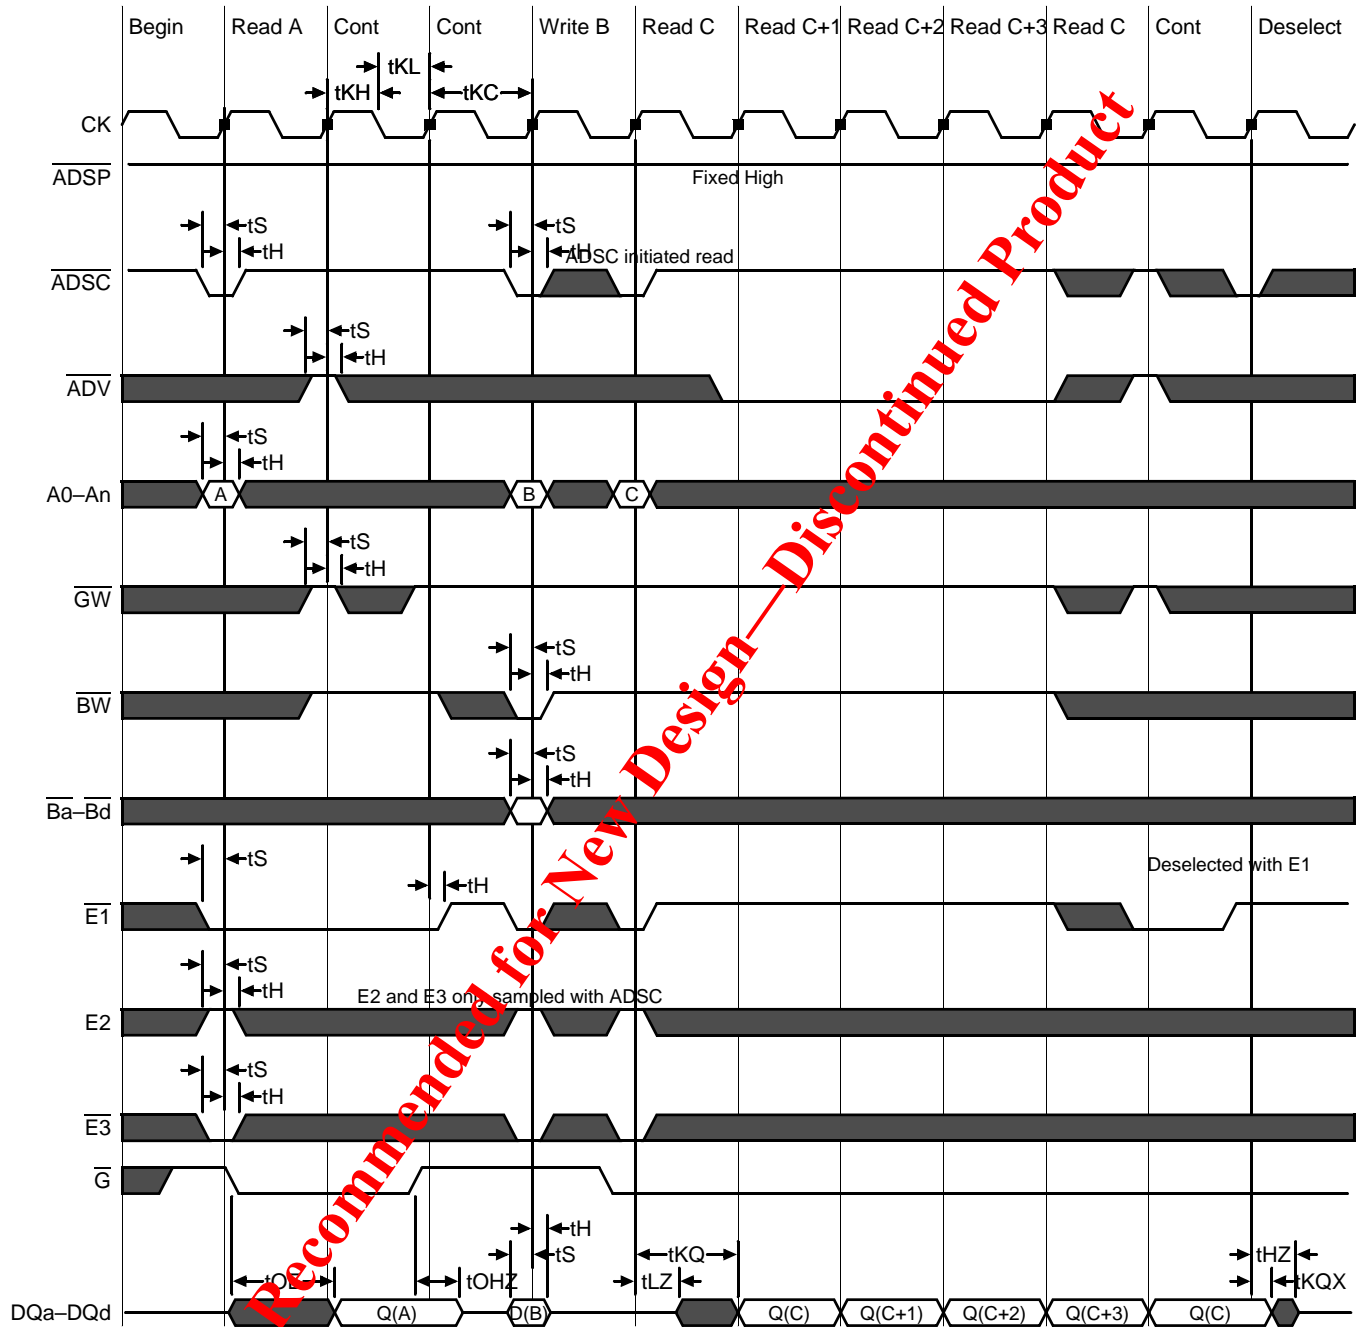 Begin Read A Cont Cont Write B Read C Read C+1 Read C+2 Read C+3 Read C Cont Deselect
tKL
tKH tKC
CK
ADSP
Fixed High
tS tS
tH tH
ADSC initiated read
ADSC
tS
tH
ADV
tS
tH
A0–An A B C
tS
tH
GW
tS
tH
BW
tS
tH
Ba–Bd
tS
Deselected with E1
tH
E1
tS
tH
E2 and E3 only sampled with ADSC
E2
tS
tH
E3
G
tH
tS tKQ tHZ
tOE tOHZ tLZ tKQX
DQa–DQd Q(A) D(B) Q(C) Q(C+1) Q(C+2) Q(C+3) Q(C)
Recommended for New Design—Discontinued Product